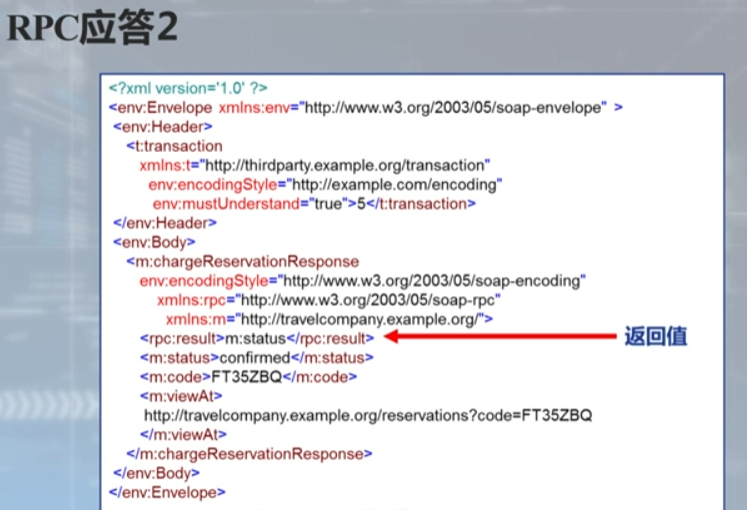 RPC应答2
<?xml version='1.0' ?>
<env:Envelope xmlns:env="http://www.w3.org/2003/05/soap-envelope" >
<env:Header>
<t:transaction
xmlns:t="http://thirdparty.example.org/transaction"
env:encodingStyle="http://example.com/encoding"
env:mustUnderstand="true">5</t:transaction>
</env:Header>
<env:Body>
<m:chargeReservationResponse
env:encodingStyle="http://www.w3.org/2003/05/soap-encoding"
xmlns:rpc="http://www.w3.org/2003/05/soap-rpc"
xmlns:m="http://travelcompany.example.org/">
<rpc:result>m:status</rpc:result> 返回值
<m:status>confirmed</m:status>
<m:code>FT35ZBQ</m:code>
<m:viewAt>
http://travelcompany.example.org/reservations?code=FT35ZBQ
</m:viewAt>
</m:chargeReservationResponse>
</env:Body>
</env:Envelope>